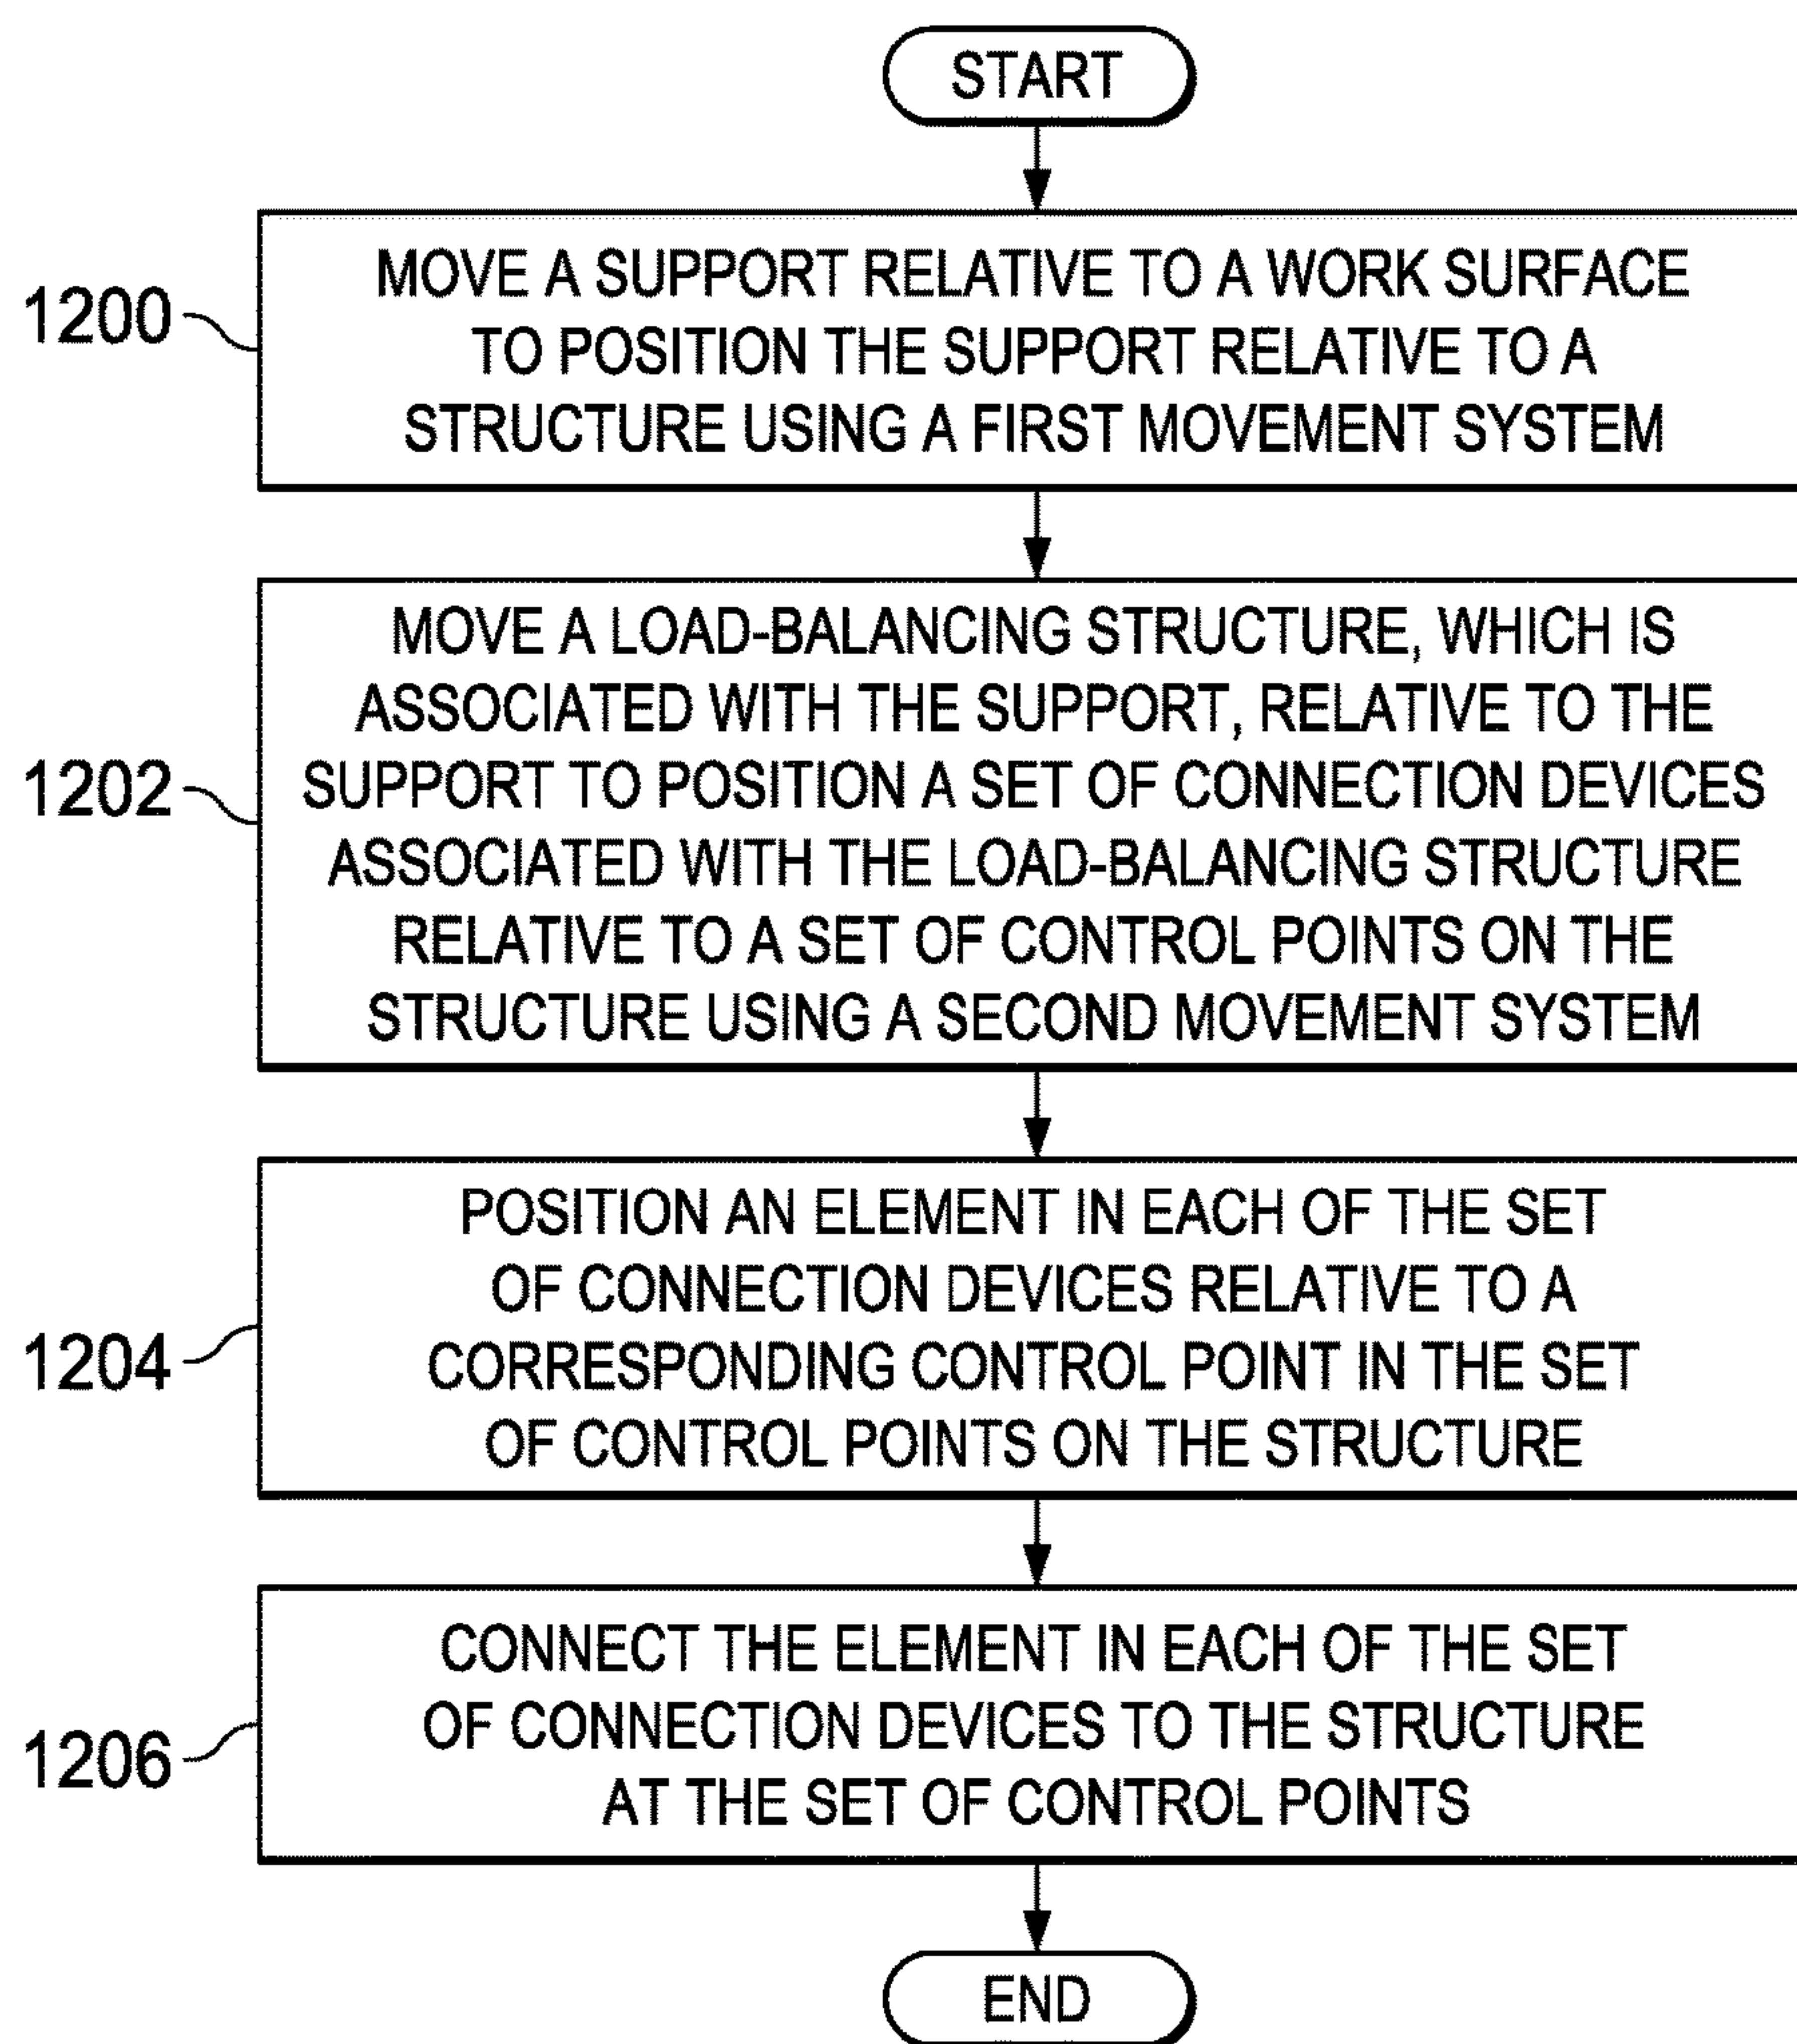 START
1200
MOVE A SUPPORT RELATIVE TO A WORK SURFACE
TO POSITION THE SUPPORT RELATIVE TO A
STRUCTURE USING A FIRST MOVEMENT SYSTEM
1202
MOVE A LOAD-BALANCING STRUCTURE, WHICH IS
ASSOCIATED WITH THE SUPPORT, RELATIVE TO THE
SUPPORT TO POSITION A SET OF CONNECTION DEVICES
ASSOCIATED WITH THE LOAD-BALANCING STRUCTURE
RELATIVE TO A SET OF CONTROL POINTS ON THE
STRUCTURE USING A SECOND MOVEMENT SYSTEM
1204
POSITION AN ELEMENT IN EACH OF THE SET
OF CONNECTION DEVICES RELATIVE TO A
CORRESPONDING CONTROL POINT IN THE SET
OF CONTROL POINTS ON THE STRUCTURE
1206
CONNECT THE ELEMENT IN EACH OF THE SET
OF CONNECTION DEVICES TO THE STRUCTURE
AT THE SET OF CONTROL POINTS
END